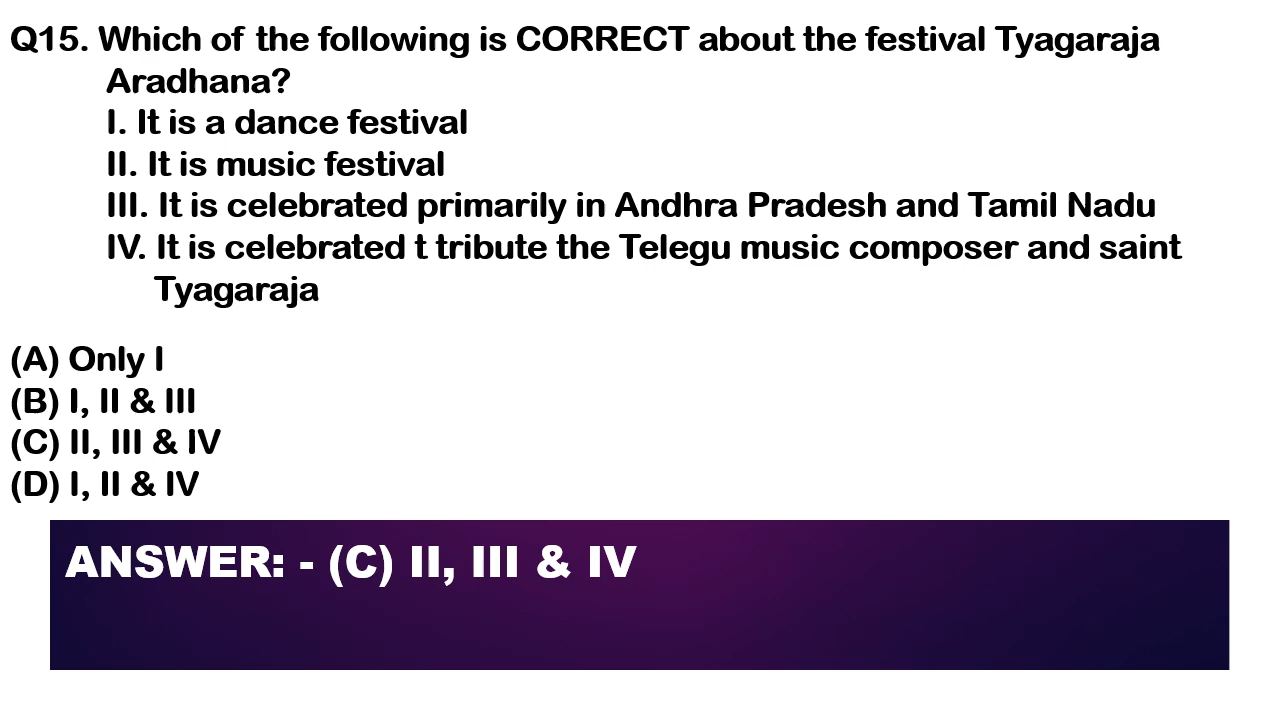 Q15. Which of the following is CORRECT about the festival Tyagaraja
Aradhana?
I. It is a dance festival
II. It is music festival
III. It is celebrated primarily in Andhra Pradesh and Tamil Nadu
IV. It is celebrated t tribute the Telegu music composer and saint
Tyagaraja
(A) Only I
(B) I, II & III
(C) II, III & IV
(D) I, II & IV
ANSWER: - (C) II, III & IV